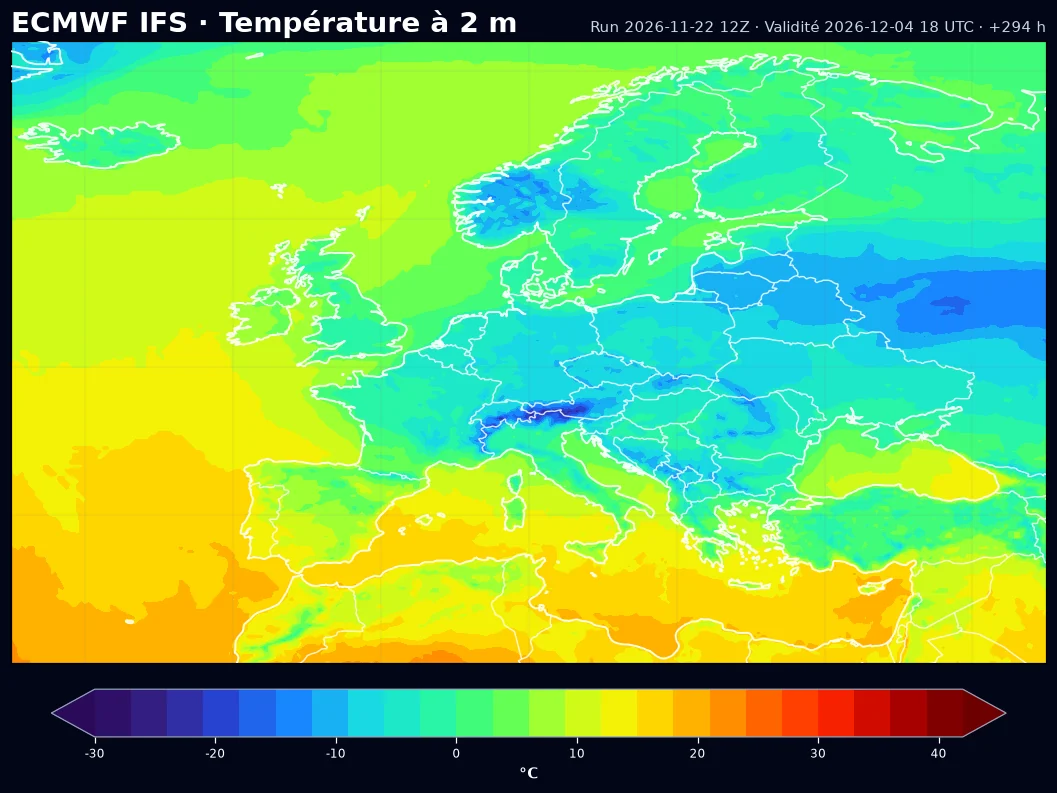 ECMWF IFS · Température à 2 m
Run 2026-11-22 12Z · Validité 2026-12-04 18 UTC · +294 h
-30 -20 -10 0 10 20 30 40
°C